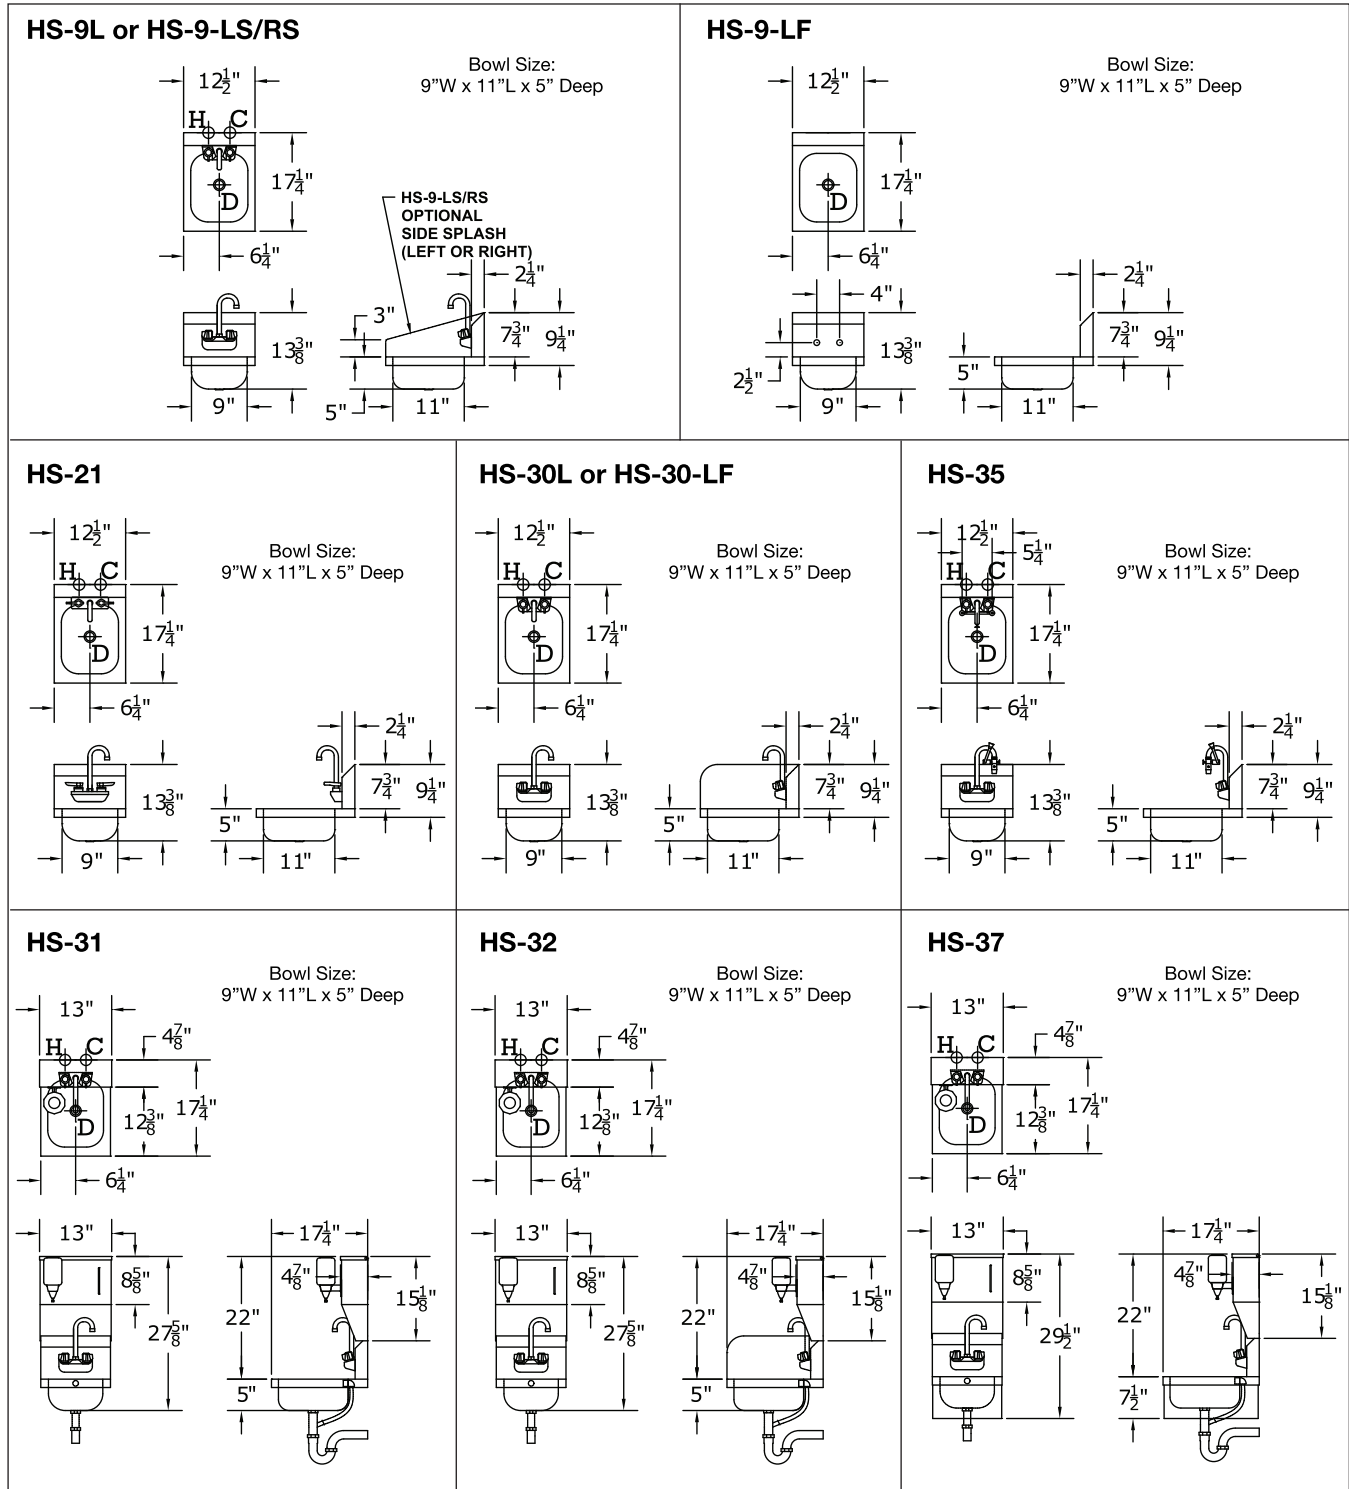 HS-9L or HS-9-LS/RS
Bowl Size:
9”W x 11”L x 5” Deep
12½"
H C
17¼"
D
6¼"
HS-9-LS/RS
OPTIONAL
SIDE SPLASH
(LEFT OR RIGHT)
2¼"
3"
13⅜"
7¾"
9¼"
9"
5"
11"
HS-9-LF
Bowl Size:
9”W x 11”L x 5” Deep
12½"
17¼"
D
6¼"
4"
2¼"
13⅜"
7¾"
9¼"
2½"
5"
9"
11"
HS-21
12½"
Bowl Size:
9”W x 11”L x 5” Deep
H C
17¼"
D
6¼"
2¼"
13⅜"
7¾"
9¼"
5"
9"
11"
HS-30L or HS-30-LF
12½"
Bowl Size:
9”W x 11”L x 5” Deep
H C
17¼"
D
6¼"
2¼"
13⅜"
7¾"
9¼"
5"
9"
11"
HS-35
12½"
5¼"
Bowl Size:
9”W x 11”L x 5” Deep
H C
17¼"
D
6¼"
2¼"
13⅜"
7¾"
9¼"
5"
9"
11"
HS-31
Bowl Size:
9”W x 11”L x 5” Deep
13"
4⅞"
H C
17¼"
12⅜"
D
6¼"
13"
17¼"
8⅝"
4⅞"
15⅛"
27⅝"
22"
5"
HS-32
Bowl Size:
9”W x 11”L x 5” Deep
13"
4⅞"
H C
17¼"
12⅜"
D
6¼"
13"
17¼"
8⅝"
4⅞"
15⅛"
27⅝"
22"
5"
HS-37
Bowl Size:
9”W x 11”L x 5” Deep
13"
4⅞"
H C
17¼"
12⅜"
D
6¼"
13"
17¼"
8⅝"
4⅞"
15⅛"
29½"
22"
7½"